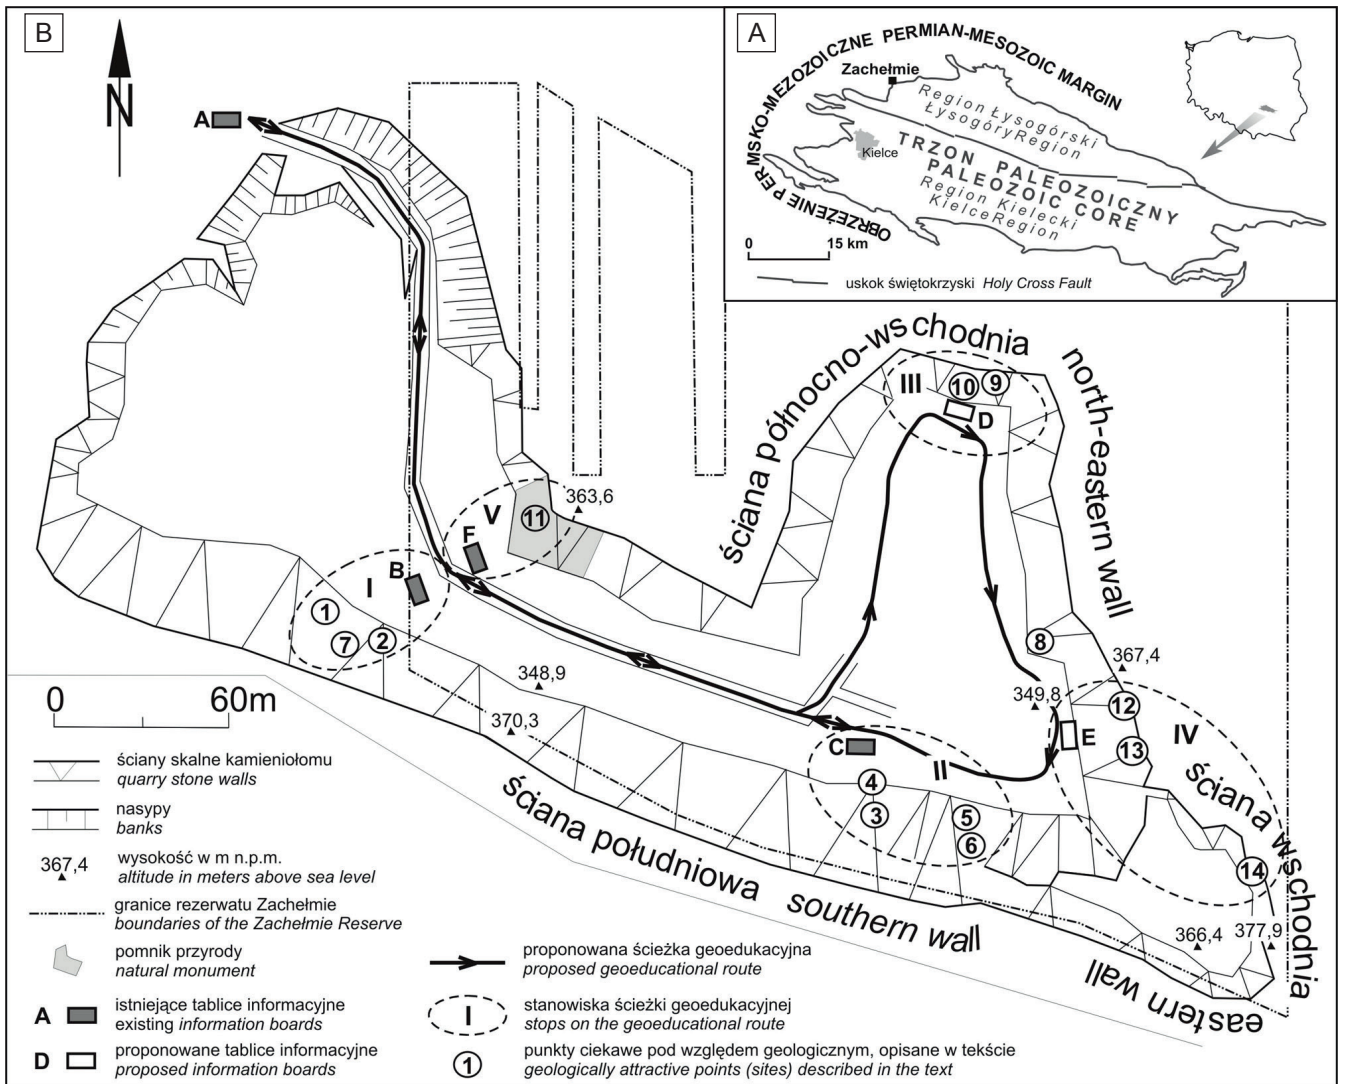 B
N
A
A
PERMSKO-MEZOZOICZNE PERMIAN-MESOZOIC MARGIN
OBRZEŻENIE
Zachełmie
Region Łysogórski
Łysogóry Region
Kielce
TRZON PALEOZOICZNY
PALEOZOIC CORE
Region Kielecki
Kielce Region
0 15 km
uskok świętokrzyski Holy Cross Fault
ściana północno-wschodnia
north-eastern wall
III
10
9
D
V
11
363,6
F
B
I
1
7
2
8
367,4
349,8
12
E
13
IV
348,9
370,3
C
II
4
3
5
6
14
366,4
377,9
ściana południowa southern wall
ściana wschodnia
eastern wall
0 60m
ściany skalne kamieniołomu
quarry stone walls
nasypy
banks
367,4
wysokość w m n.p.m.
altitude in meters above sea level
granice rezerwatu Zachełmie
boundaries of the Zachełmie Reserve
pomnik przyrody
natural monument
A
istniejące tablice informacyjne
existing information boards
D
proponowane tablice informacyjne
proposed information boards
proponowana ścieżka geoedukacyjna
proposed geoeducational route
I
stanowiska ścieżki geoedukacyjnej
stops on the geoeducational route
1
punkty ciekawe pod względem geologicznym, opisane w tekście
geologically attractive points (sites) described in the text